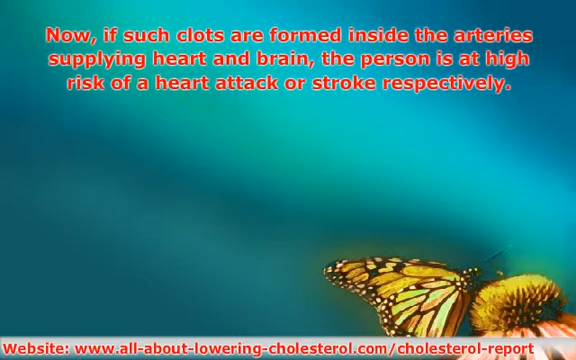 Now, if such clots are formed inside the arteries
supplying heart and brain, the person is at high
risk of a heart attack or stroke respectively.
Website: www.all-about-lowering-cholesterol.com/cholesterol-report